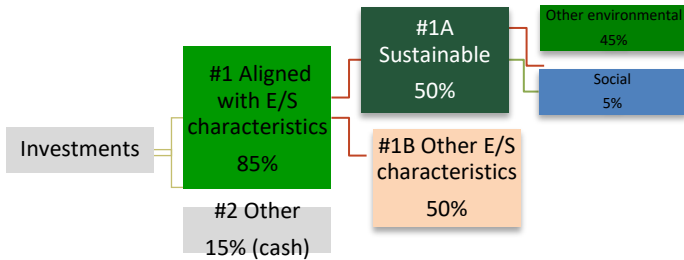 Investments
#1 Aligned
with E/S
characteristics
85%
#2 Other
15% (cash)
#1A
Sustainable
50%
#1B Other E/S
characteristics
50%
Other environmental
45%
Social
5%